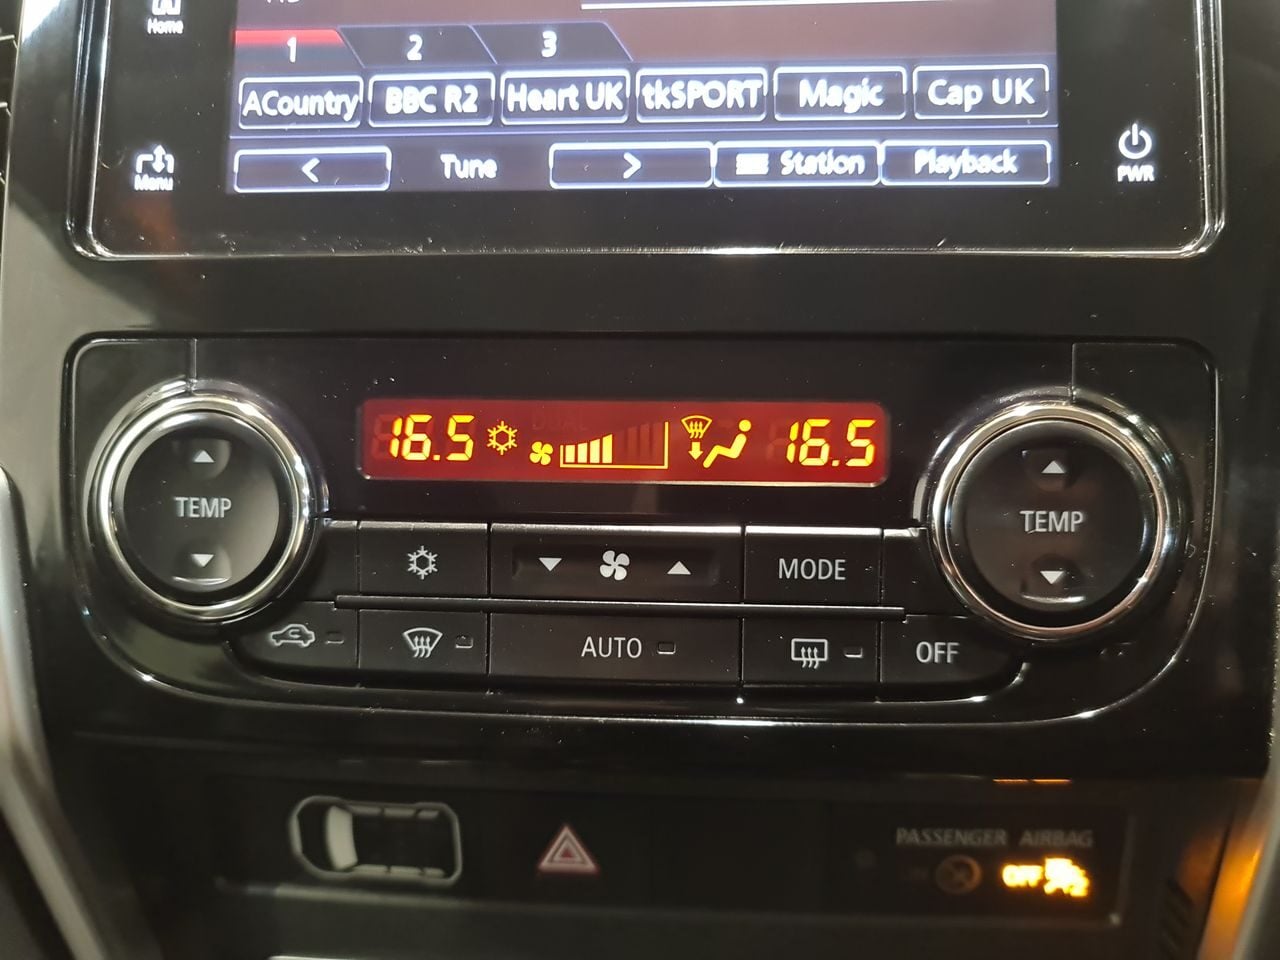 Home
1 2 3
ACountry BBC R2 Heart UK tkSPORT Magic Cap UK
Menu
< Tune > Station Playback
PWR
16.5 16.5
TEMP
TEMP
MODE
AUTO
OFF
PASSENGER AIRBAG
OFF